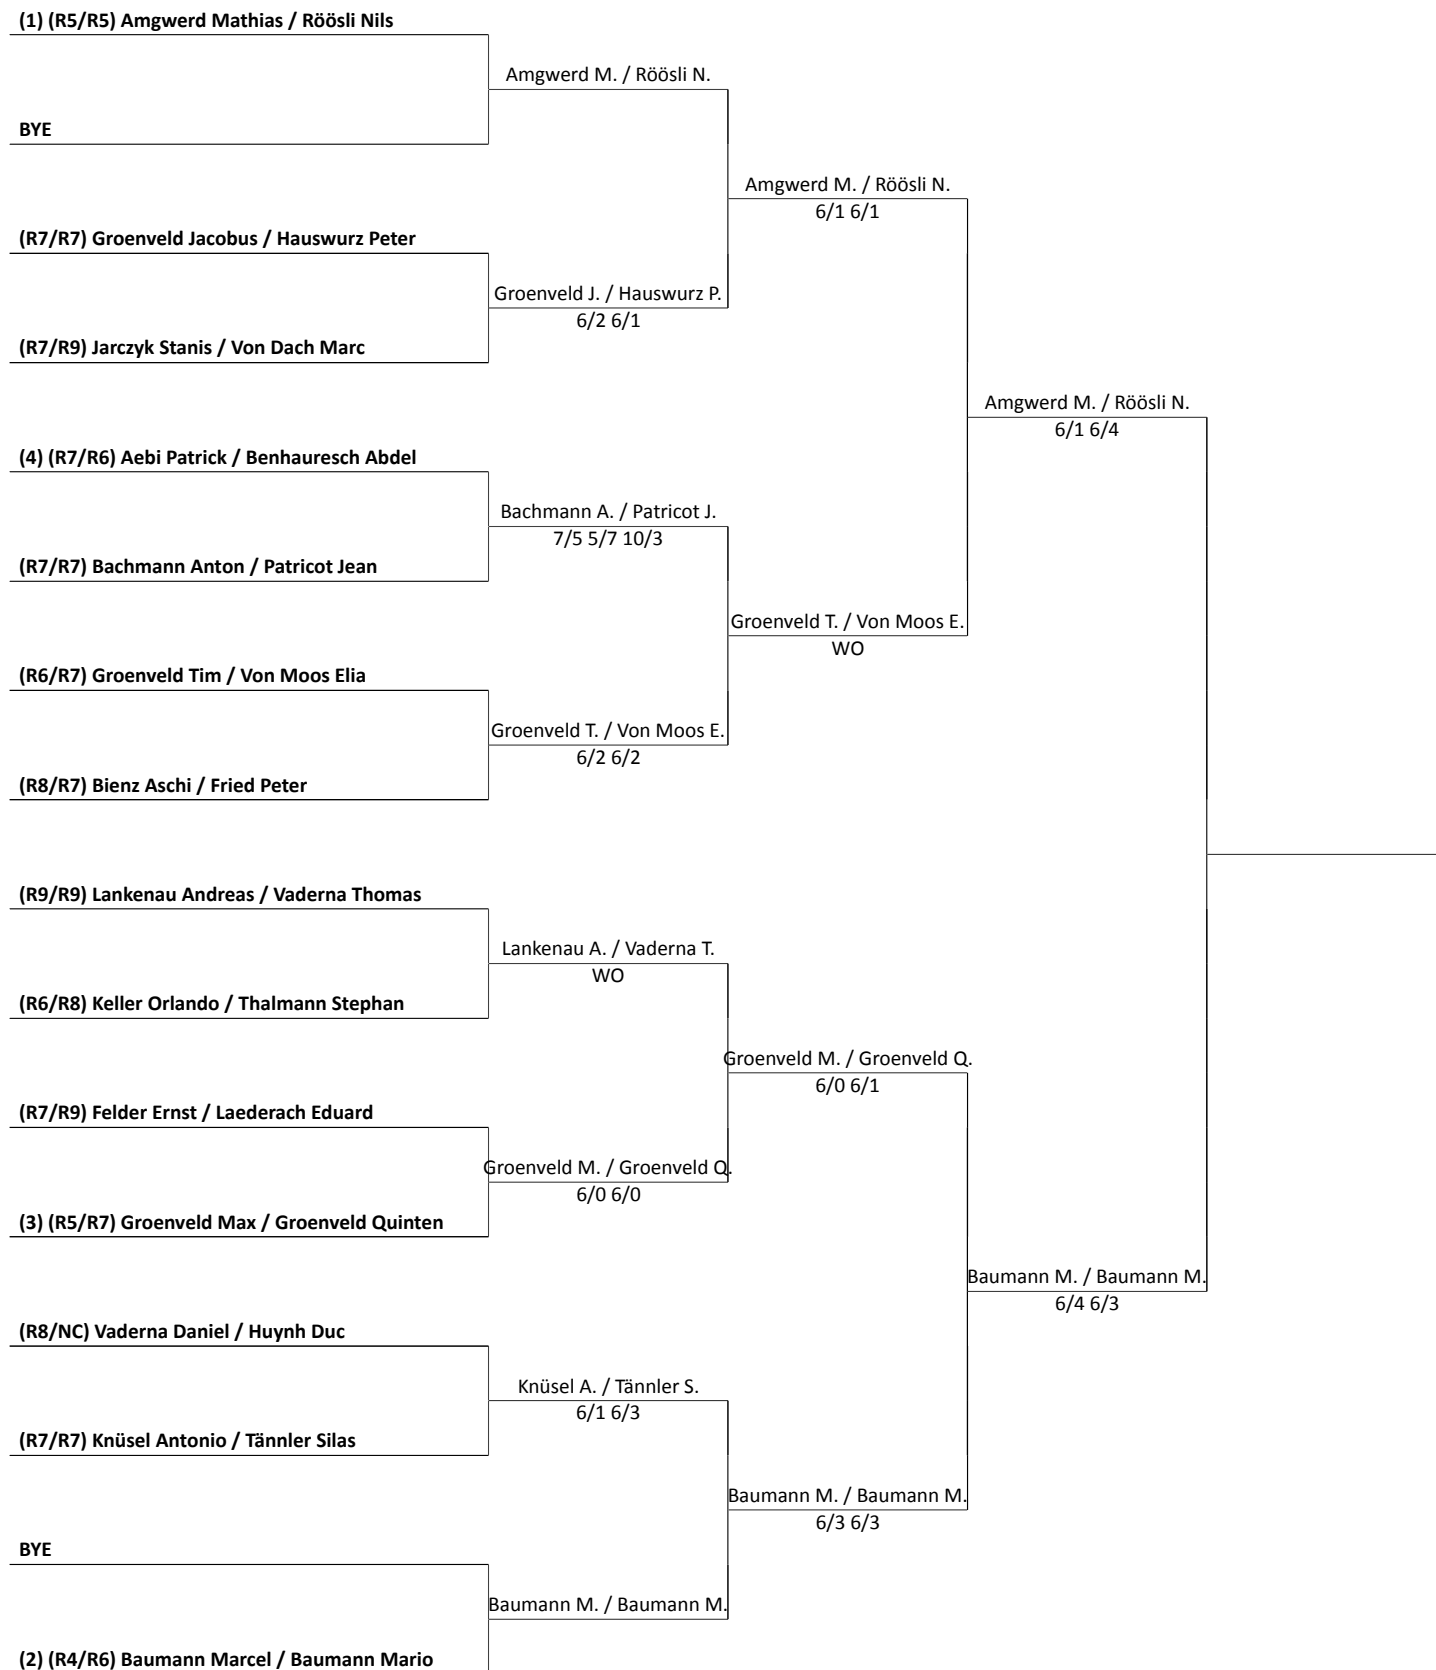 (1) (R5/R5) Amgwerd Mathias / Röösli Nils
Amgwerd M. / Röösli N.
BYE
Amgwerd M. / Röösli N.
6/1 6/1
(R7/R7) Groenveld Jacobus / Hauswurz Peter
Groenveld J. / Hauswurz P.
6/2 6/1
(R7/R9) Jarczyk Stanis / Von Dach Marc
Amgwerd M. / Röösli N.
6/1 6/4
(4) (R7/R6) Aebi Patrick / Benhauresch Abdel
Bachmann A. / Patricot J.
7/5 5/7 10/3
(R7/R7) Bachmann Anton / Patricot Jean
Groenveld T. / Von Moos E.
WO
(R6/R7) Groenveld Tim / Von Moos Elia
Groenveld T. / Von Moos E.
6/2 6/2
(R8/R7) Bienz Aschi / Fried Peter
(R9/R9) Lankenau Andreas / Vaderna Thomas
Lankenau A. / Vaderna T.
WO
(R6/R8) Keller Orlando / Thalmann Stephan
Groenveld M. / Groenveld Q.
6/0 6/1
(R7/R9) Felder Ernst / Laederach Eduard
Groenveld M. / Groenveld Q.
6/0 6/0
(3) (R5/R7) Groenveld Max / Groenveld Quinten
Baumann M. / Baumann M.
6/4 6/3
(R8/NC) Vaderna Daniel / Huynh Duc
Knüsel A. / Tännler S.
6/1 6/3
(R7/R7) Knüsel Antonio / Tännler Silas
Baumann M. / Baumann M.
6/3 6/3
BYE
Baumann M. / Baumann M.
(2) (R4/R6) Baumann Marcel / Baumann Mario